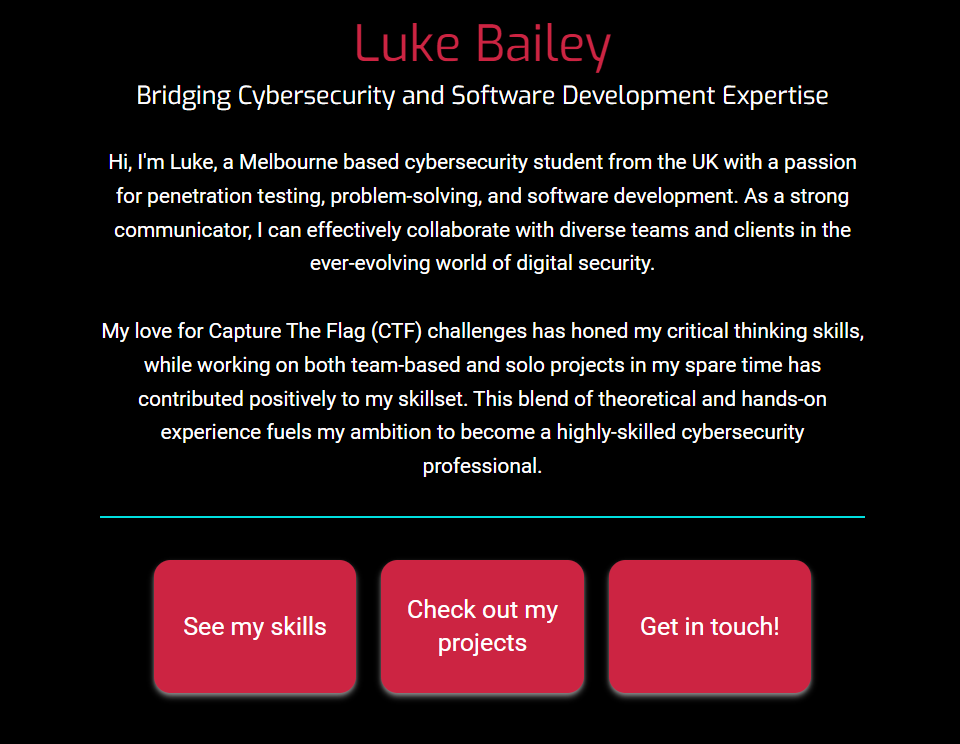 Luke Bailey
Bridging Cybersecurity and Software Development Expertise
Hi, I'm Luke, a Melbourne based cybersecurity student from the UK with a passion
for penetration testing, problem-solving, and software development. As a strong
communicator, I can effectively collaborate with diverse teams and clients in the
ever-evolving world of digital security.
My love for Capture The Flag (CTF) challenges has honed my critical thinking skills,
while working on both team-based and solo projects in my spare time has
contributed positively to my skillset. This blend of theoretical and hands-on
experience fuels my ambition to become a highly-skilled cybersecurity
professional.
See my skills
Check out my
projects
Get in touch!